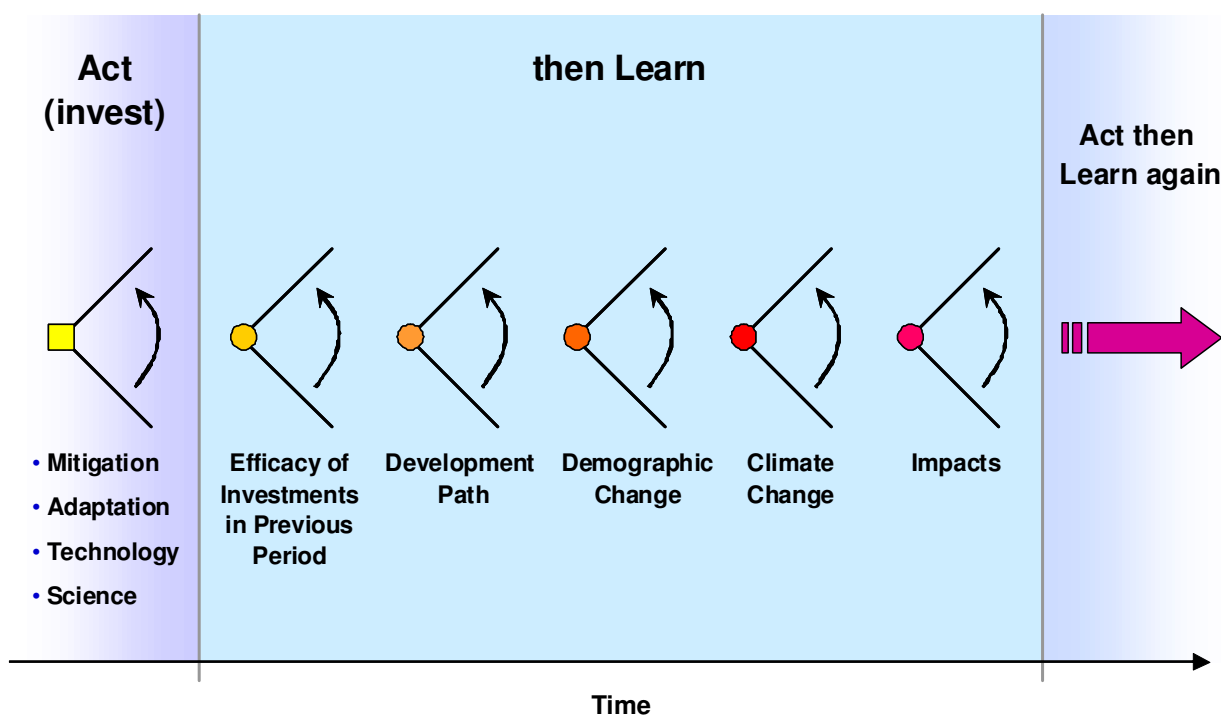 Act
(invest)
then Learn
Act then
Learn again
• Mitigation
• Adaptation
• Technology
• Science
Efficacy of
Investments
in Previous
Period
Development
Path
Demographic
Change
Climate
Change
Impacts
Time